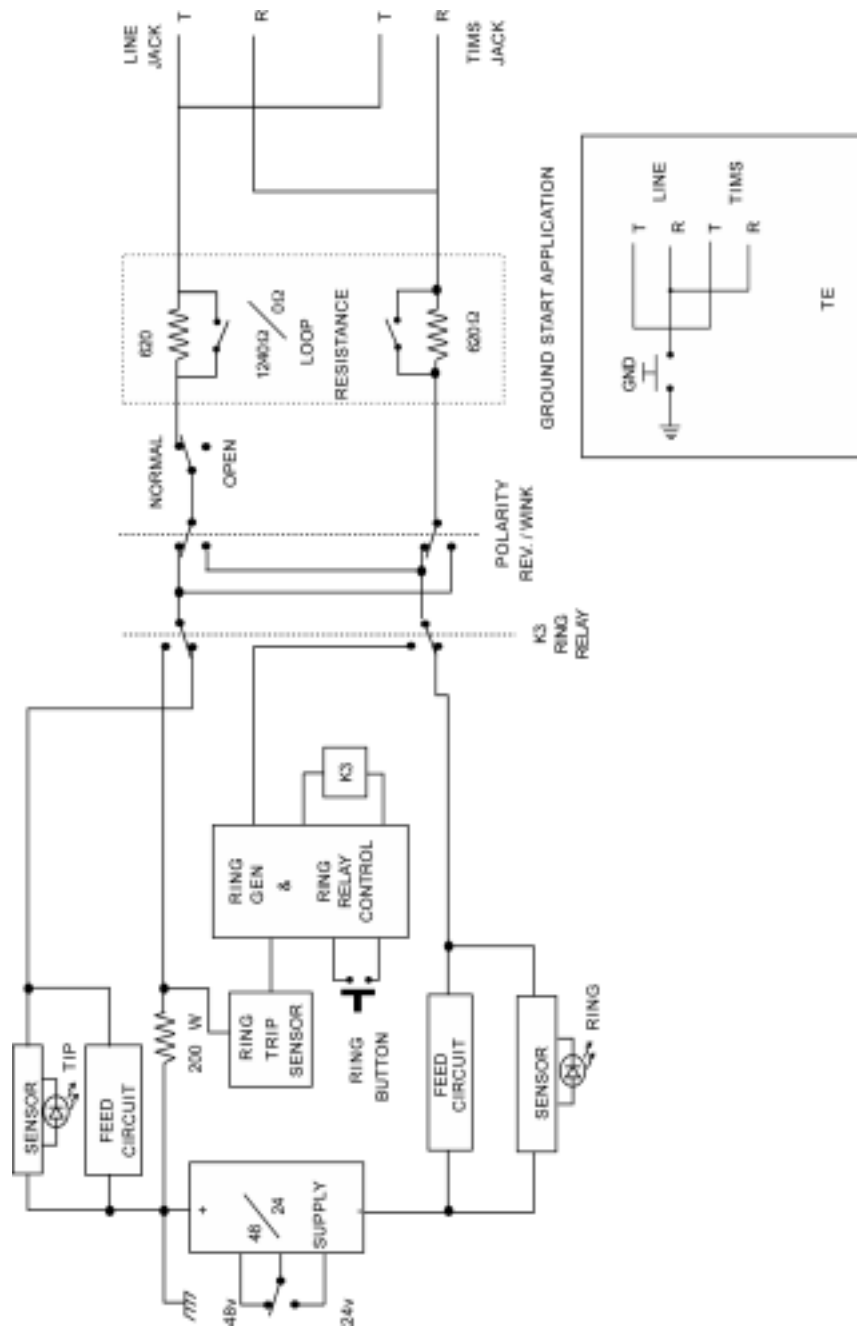 SENSOR
TIP
FEED
CIRCUIT
200 W
+
48
24
SUPPLY
-
48v
24v
RING
TRIP
SENSOR
RING
BUTTON
RING
GEN
&
RING
RELAY
CONTROL
K3
FEED
CIRCUIT
SENSOR
RING
K3
RING
RELAY
POLARITY
REV. / WINK
NORMAL
OPEN
620
1240Ω
0Ω
LOOP
RESISTANCE
620Ω
LINE
JACK
T
R
T
R
TIMS
JACK
GROUND START APPLICATION
GND
T
LINE
R
T
TIMS
R
TE